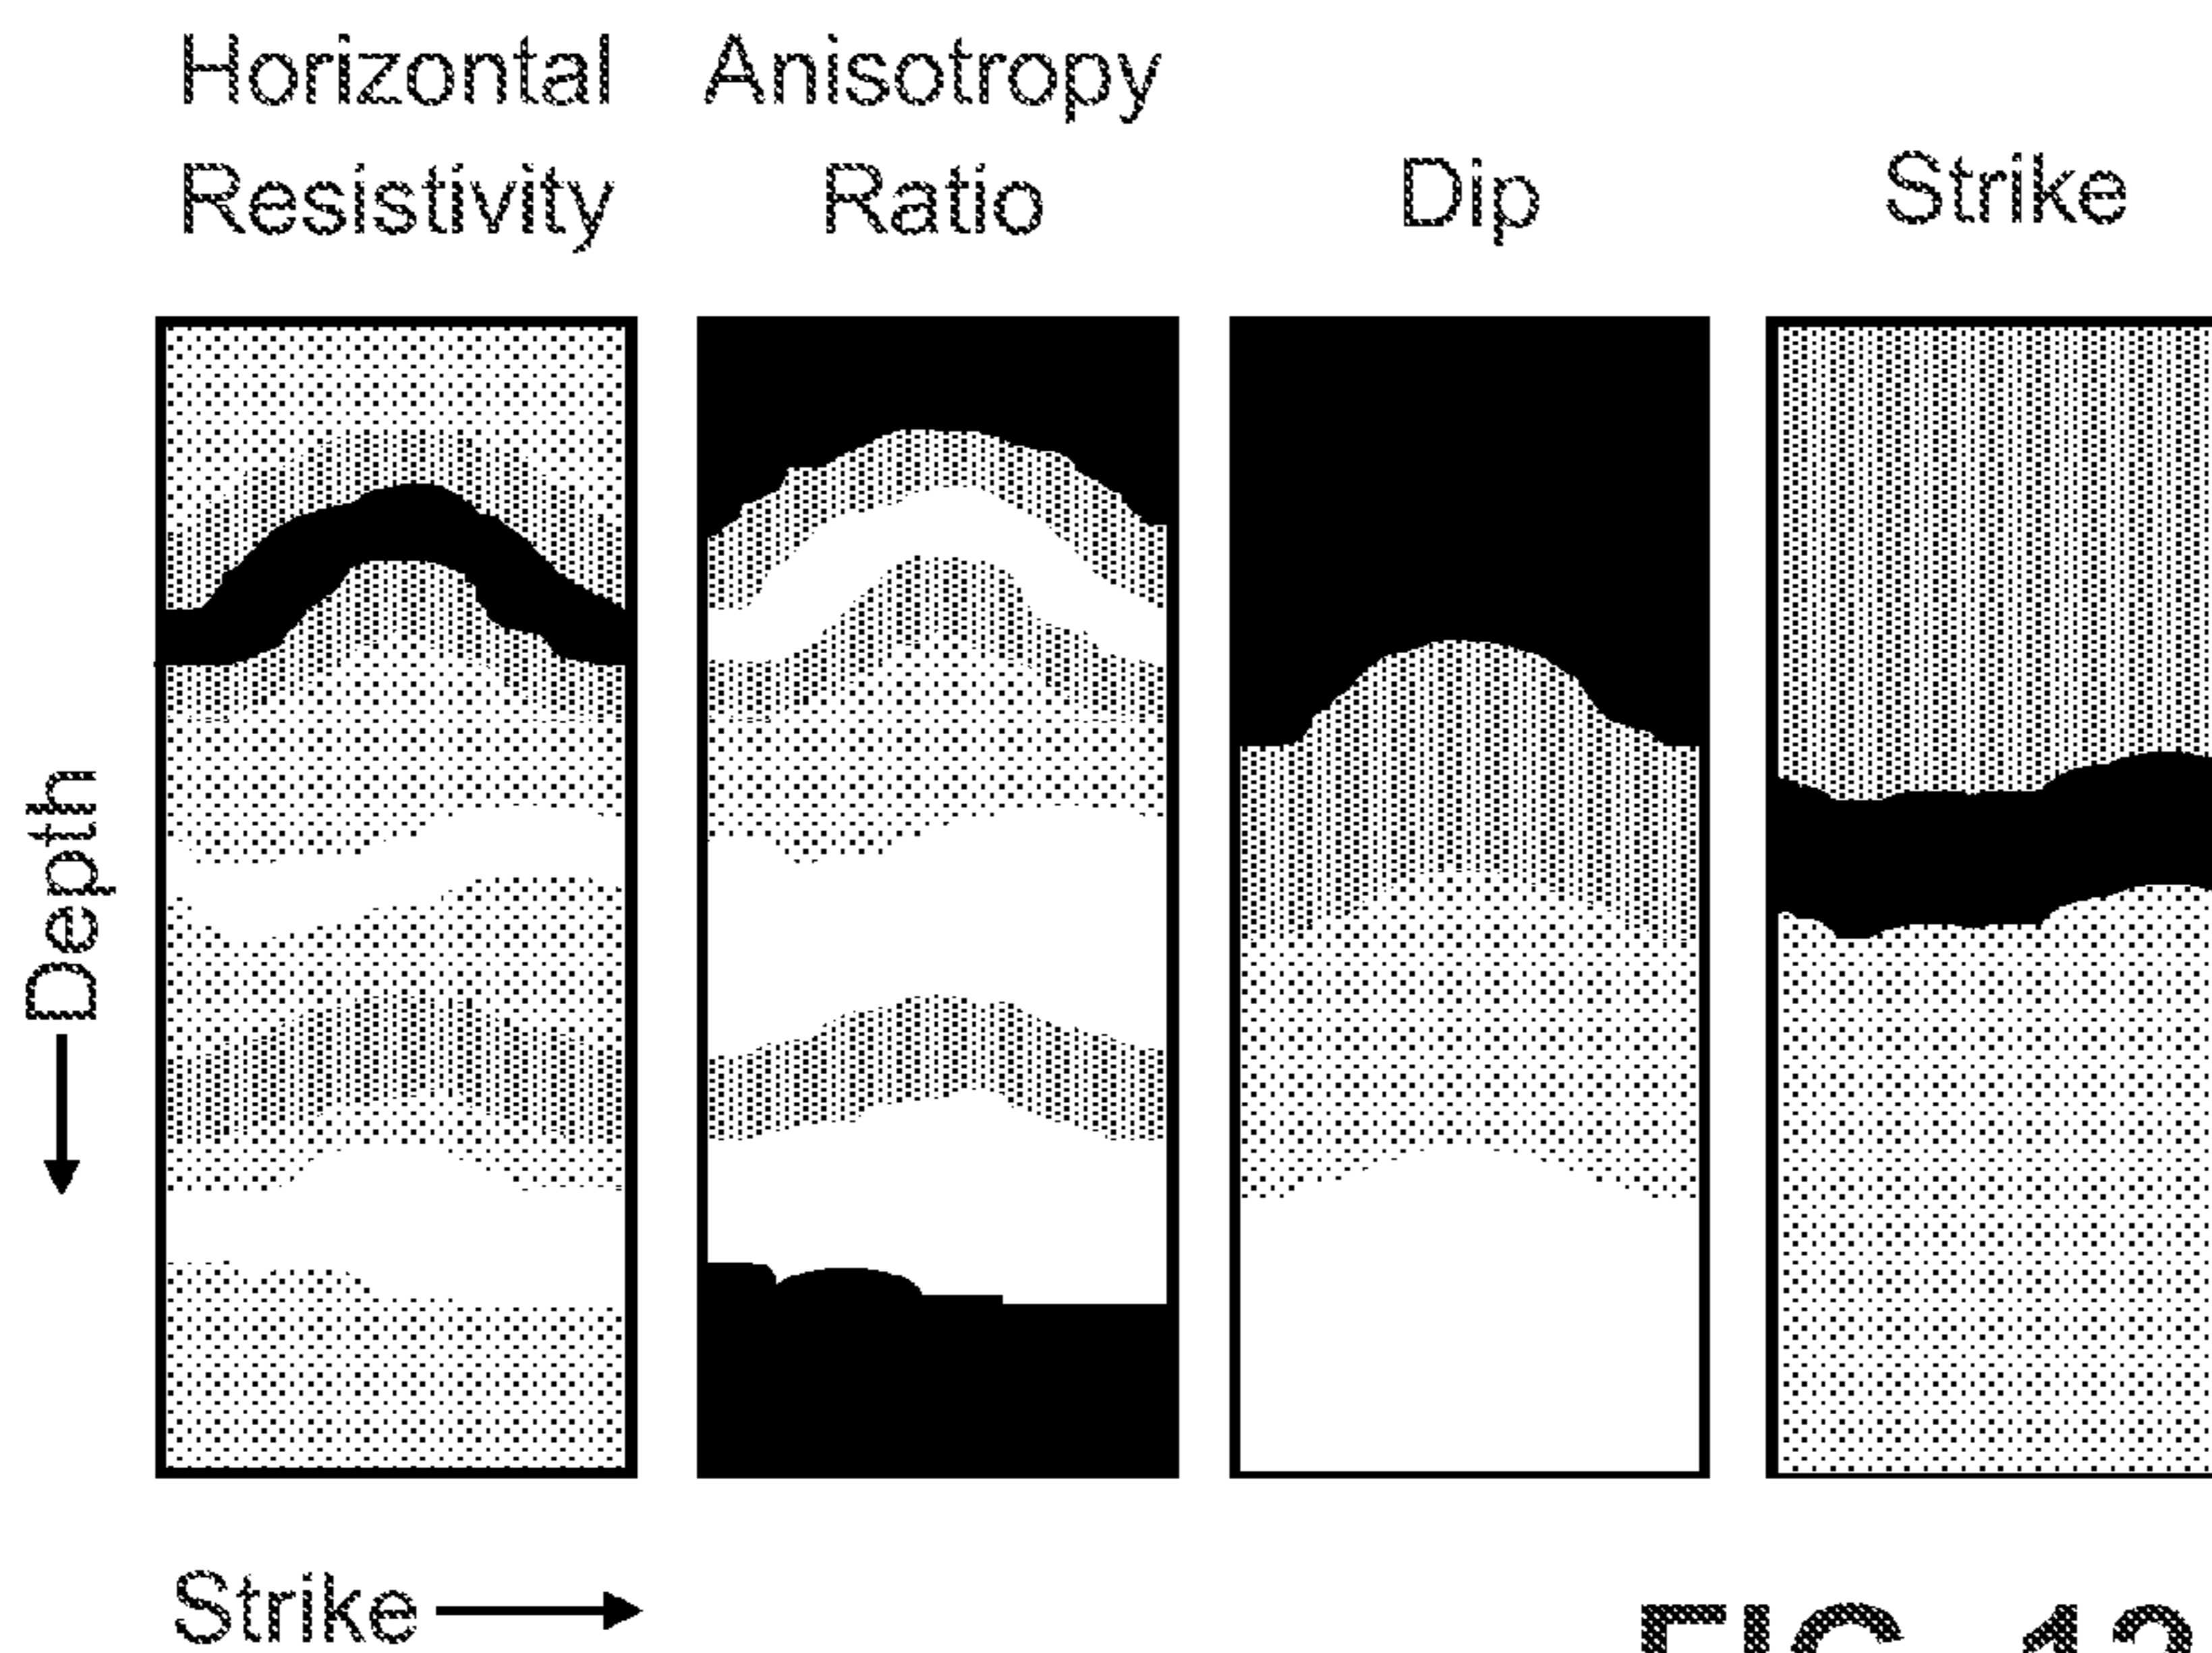 Horizontal Resistivity
Anisotropy Ratio
Dip
Strike
Depth
Strike